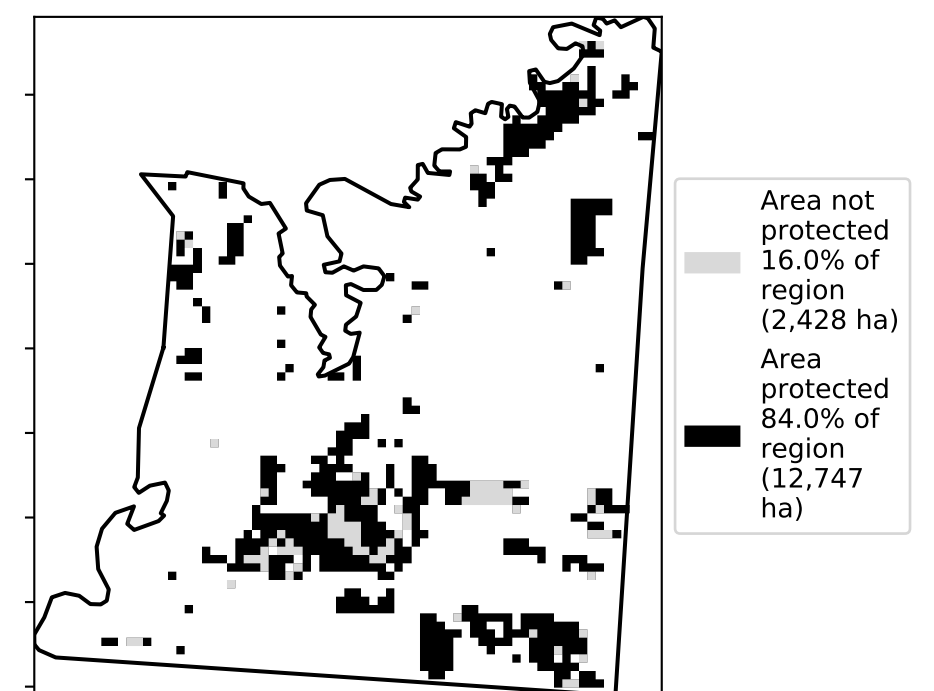 Area not
protected
16.0% of
region
(2,428 ha)
Area
protected
84.0% of
region
(12,747
ha)